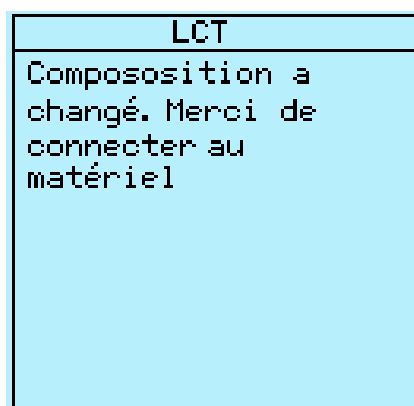 LCT
Compososition a
changé. Merci de
connecter au
matériel